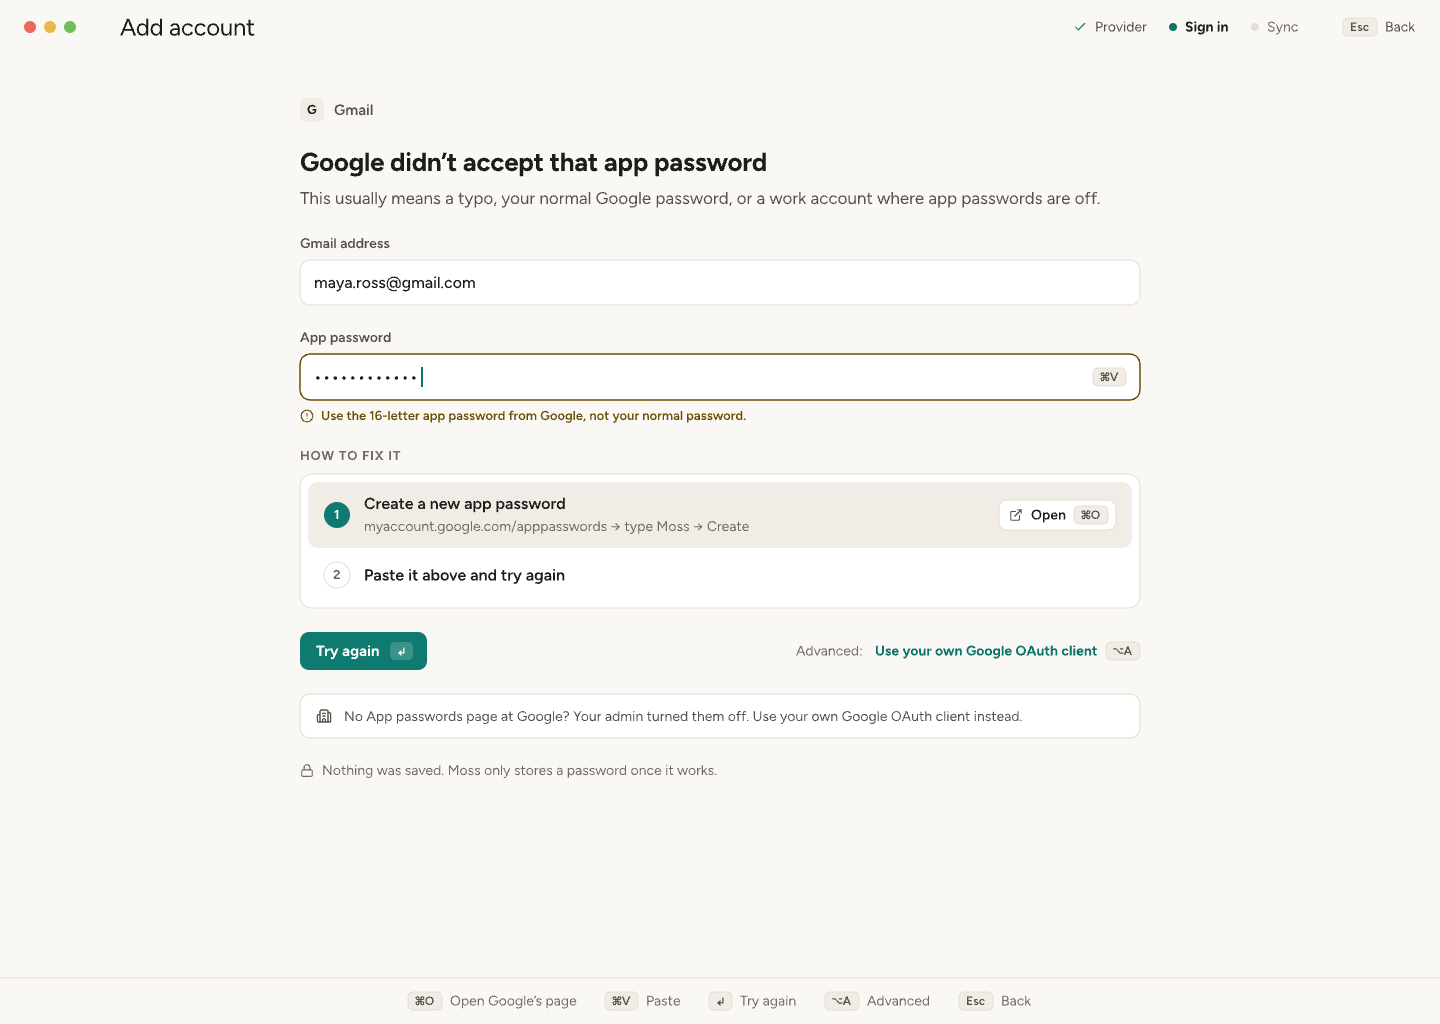 Add account
Provider
Sign in
Sync
Esc Back
G Gmail
Google didn’t accept that app password
This usually means a typo, your normal Google password, or a work account where app passwords are off.
Gmail address
maya.ross@gmail.com
App password
••••••••••••
⌘V
Use the 16-letter app password from Google, not your normal password.
HOW TO FIX IT
1 Create a new app password
myaccount.google.com/apppasswords → type Moss → Create
Open ⌘O
2 Paste it above and try again
Try again ↲
Advanced: Use your own Google OAuth client ⌥A
No App passwords page at Google? Your admin turned them off. Use your own Google OAuth client instead.
Nothing was saved. Moss only stores a password once it works.
⌘O Open Google’s page ⌘V Paste ↲ Try again ⌥A Advanced Esc Back